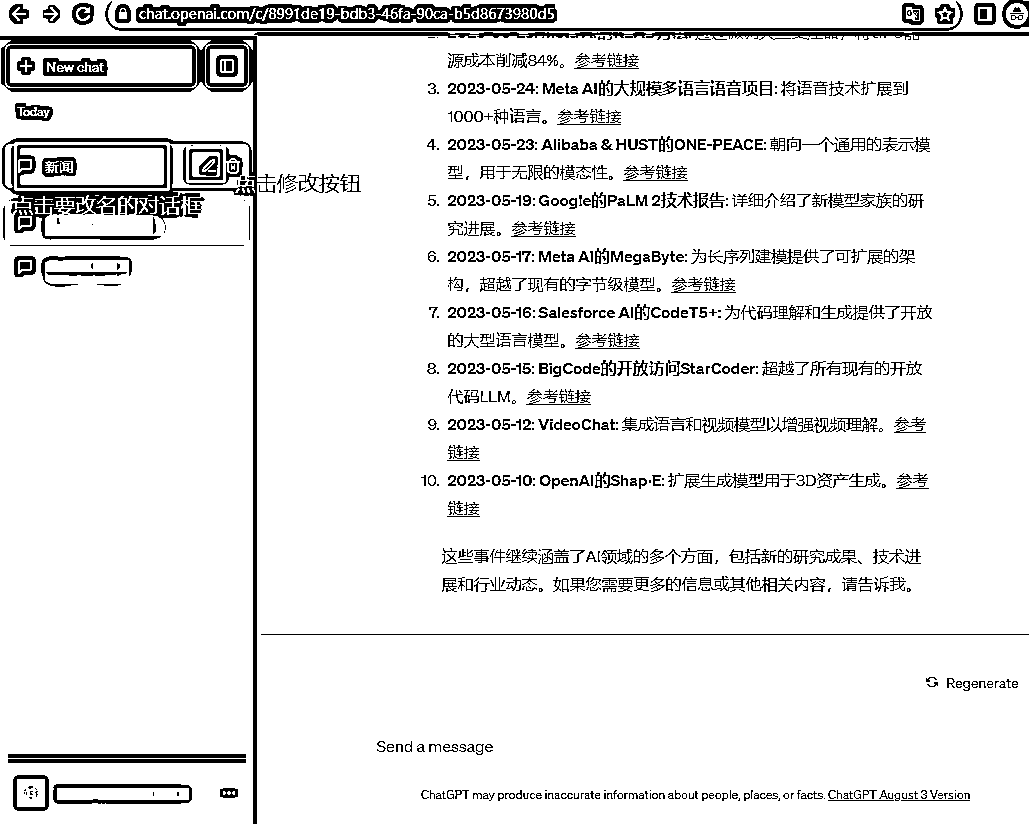 chat.openai.com/c/8991de19-bdb3-46fa-90ca-b5d8673980d5
New chat
Today
新闻
点击修改按钮
点击要改名的对话框
源成本削减84%。参考链接
3. 2023-05-24: Meta AI的大规模多语言语音项目: 将语音技术扩展到
1000+种语言。参考链接
4. 2023-05-23: Alibaba & HUST的ONE-PEACE: 朝向一个通用的表示模
型，用于无限的模态性。参考链接
5. 2023-05-19: Google的PaLM 2技术报告: 详细介绍了新模型家族的研
究进展。参考链接
6. 2023-05-17: Meta AI的MegaByte: 为长序列建模提供了可扩展的架
构，超越了现有的字节级模型。参考链接
7. 2023-05-16: Salesforce AI的CodeT5+: 为代码理解和生成提供了开放
的大型语言模型。参考链接
8. 2023-05-15: BigCode的开放访问StarCoder: 超越了所有现有的开放
代码LLM。参考链接
9. 2023-05-12: VideoChat: 集成语言和视频模型以增强视频理解。参考
链接
10. 2023-05-10: OpenAI的Shap·E: 扩展生成模型用于3D资产生成。参考
链接
这些事件继续涵盖了AI领域的多个方面，包括新的研究成果、技术进
展和行业动态。如果您需要更多的信息或其他相关内容，请告诉我。
Regenerate
Send a message
ChatGPT may produce inaccurate information about people, places, or facts. ChatGPT August 3 Version